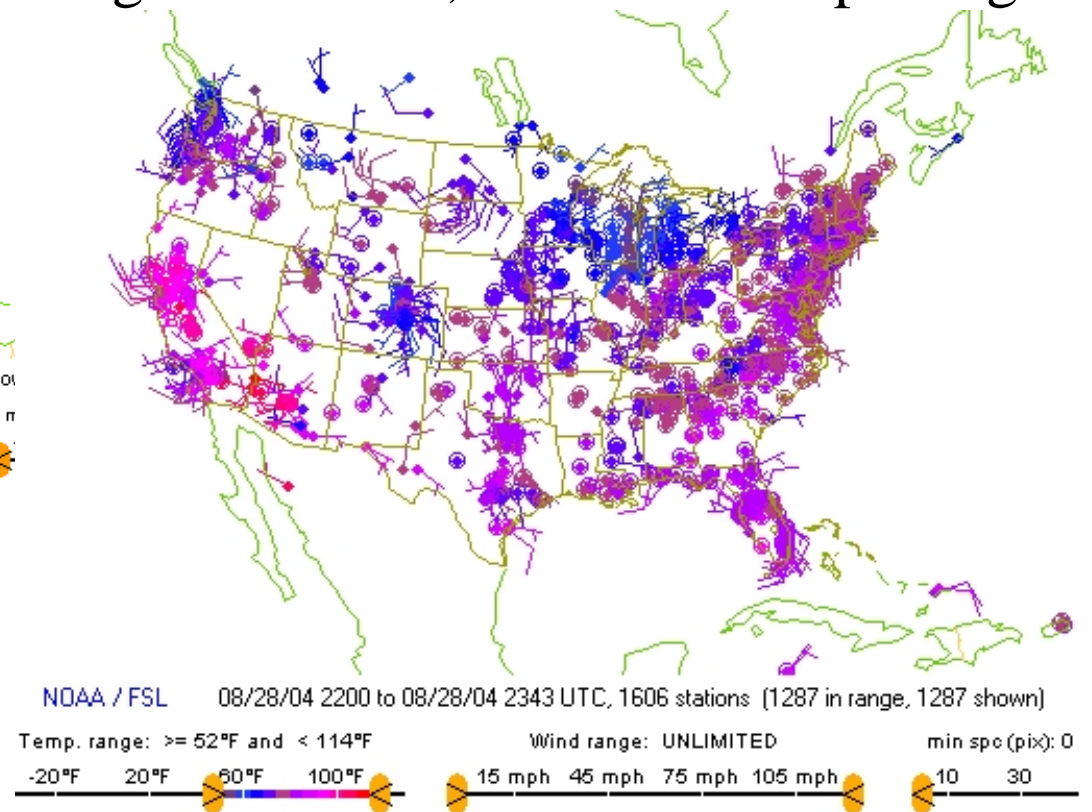 NOAA / FSL 08/28/04 2200 to 08/28/04 2343 UTC, 1606 stations (1287 in range, 1287 shown)
Temp. range: >= 52°F and < 114°F Wind range: UNLIMITED min spc (pix): 0
-20°F 20°F 60°F 100°F 15 mph 45 mph 75 mph 105 mph 10 30